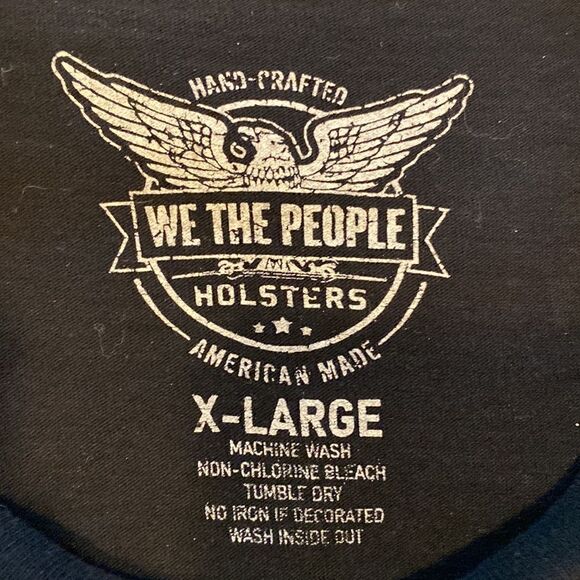 HAND-CRAFTED
WE THE PEOPLE
HOLSTERS
AMERICAN MADE
X-LARGE
MACHINE WASH
NON-CHLORINE BLEACH
TUMBLE DRY
NO IRON IF DECORATED
WASH INSIDE OUT